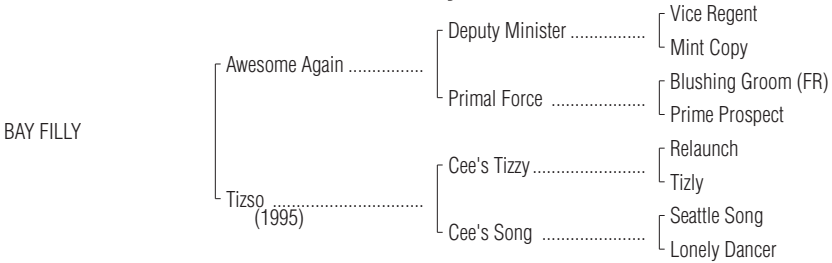 Vice Regent
Deputy Minister ................
Mint Copy
Awesome Again ................
Blushing Groom (FR)
Primal Force ....................
Prime Prospect
BAY FILLY
Relaunch
Cee's Tizzy........................
Tizly
Tizso ................................
(1995)
Seattle Song
Cee's Song ......................
Lonely Dancer